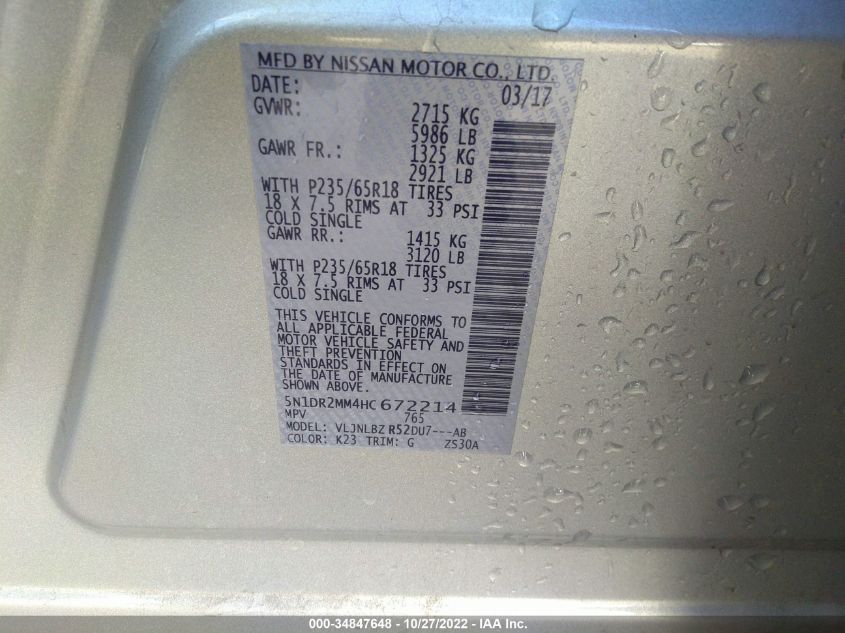 MFD BY NISSAN MOTOR CO., LTD.
DATE: 03/17
GVWR: 2715 KG
5986 LB
GAWR FR.: 1325 KG
2921 LB
WITH P235/65R18 TIRES
18 X 7.5 RIMS AT 33 PSI
COLD SINGLE
GAWR RR.: 1415 KG
3120 LB
WITH P235/65R18 TIRES
18 X 7.5 RIMS AT 33 PSI
COLD SINGLE
THIS VEHICLE CONFORMS TO
ALL APPLICABLE FEDERAL
MOTOR VEHICLE SAFETY AND
THEFT PREVENTION
STANDARDS IN EFFECT ON
THE DATE OF MANUFACTURE
SHOWN ABOVE.
5N1DR2MM4HC 672214
MPV 765
MODEL: VLJNLBZ R52DU7---AB
COLOR: K23 TRIM: G ZS30A
000-34847648 - 10/27/2022 - © IAA Inc.